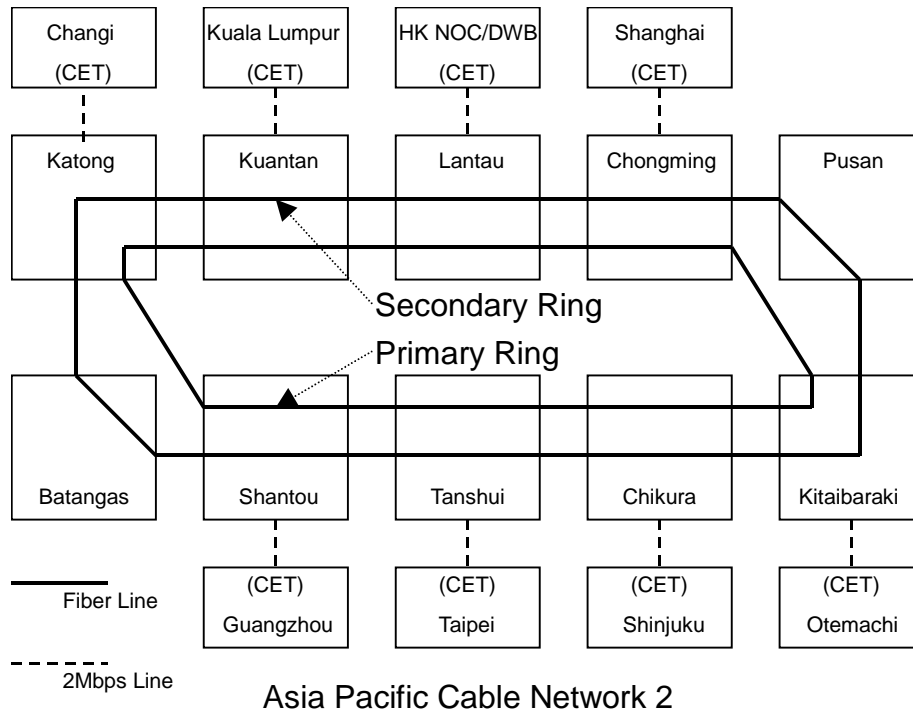 Changi
(CET)
Kuala Lumpur
(CET)
HK NOC/DWB
(CET)
Shanghai
(CET)
Katong
Kuantan
Lantau
Chongming
Pusan
Secondary Ring
Primary Ring
Batangas
Shantou
Tanshui
Chikura
Kitaibaraki
(CET)
Guangzhou
(CET)
Taipei
(CET)
Shinjuku
(CET)
Otemachi
Fiber Line
2Mbps Line
Asia Pacific Cable Network 2